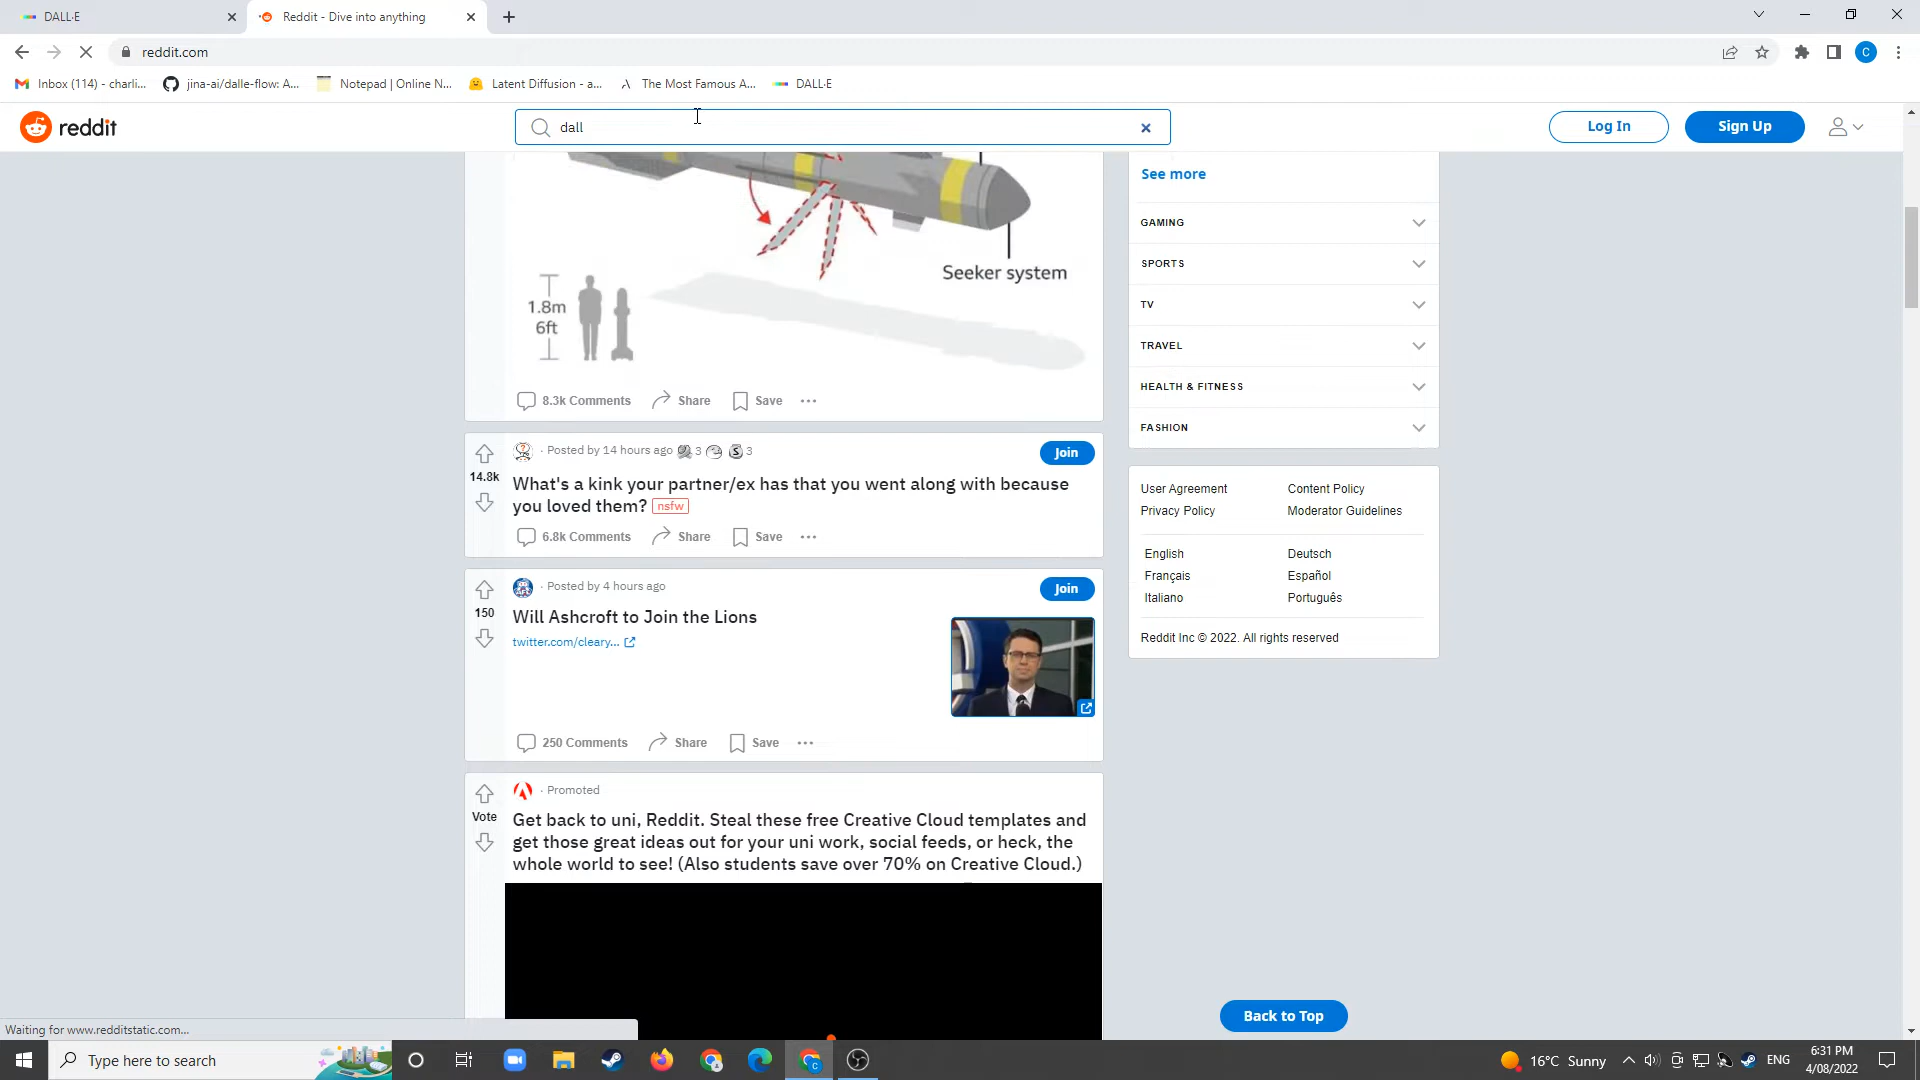 DALL·E
Reddit - Dive into anything
reddit.com
Inbox (114) - charli...
jina-ai/dalle-flow: A...
Notepad | Online N...
Latent Diffusion - a...
The Most Famous A...
DALL·E
reddit
dall
Log In
Sign Up
Seeker system
1.8m
6ft
8.3k Comments
Share
Save
14.8k
Posted by 14 hours ago
3
3
Join
What's a kink your partner/ex has that you went along with because
you loved them? nsfw
6.8k Comments
Share
Save
150
Posted by 4 hours ago
Join
Will Ashcroft to Join the Lions
twitter.com/cleary...
250 Comments
Share
Save
Vote
Promoted
Get back to uni, Reddit. Steal these free Creative Cloud templates and
get those great ideas out for your uni work, social feeds, or heck, the
whole world to see! (Also students save over 70% on Creative Cloud.)
See more
GAMING
SPORTS
TV
TRAVEL
HEALTH & FITNESS
FASHION
User Agreement
Content Policy
Privacy Policy
Moderator Guidelines
English
Deutsch
Français
Español
Italiano
Português
Reddit Inc © 2022. All rights reserved
Back to Top
Waiting for www.redditstatic.com...
Type here to search
16°C Sunny
ENG
6:31 PM
4/08/2022